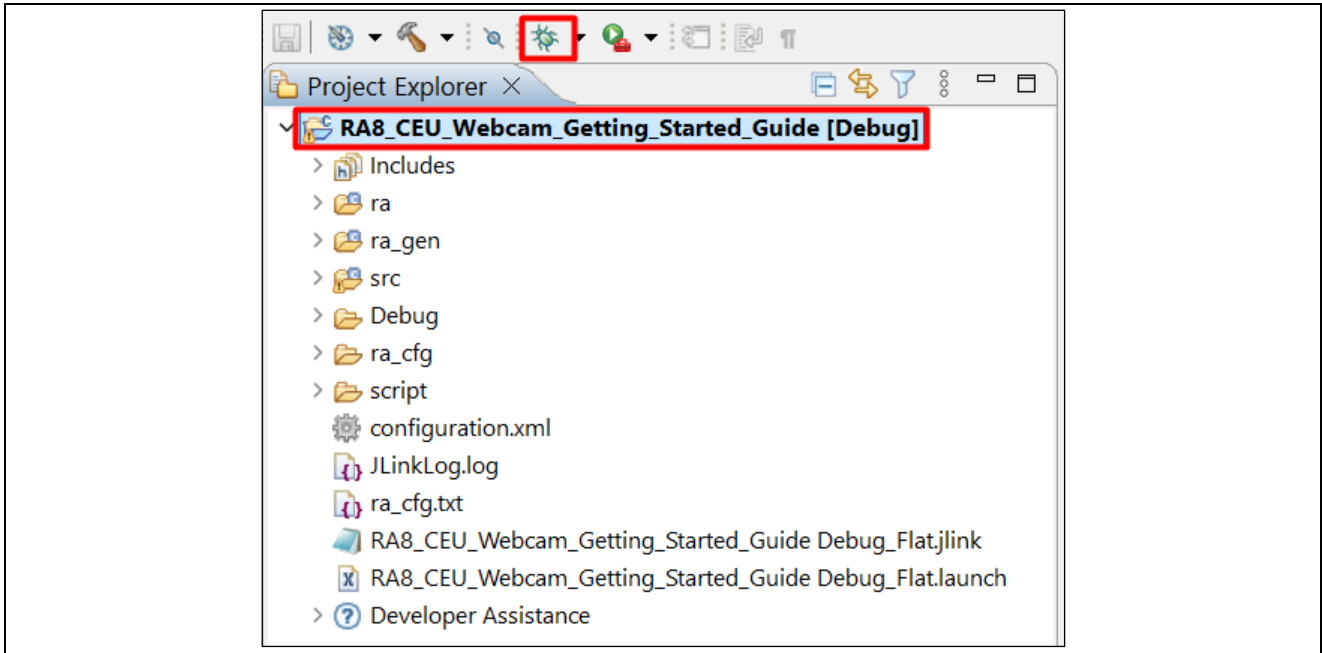 Project Explorer
RA8_CEU_Webcam_Getting_Started_Guide [Debug]
Includes
ra
ra_gen
src
Debug
ra_cfg
script
configuration.xml
JLinkLog.log
ra_cfg.txt
RA8_CEU_Webcam_Getting_Started_Guide Debug_Flat.jlink
RA8_CEU_Webcam_Getting_Started_Guide Debug_Flat.launch
Developer Assistance